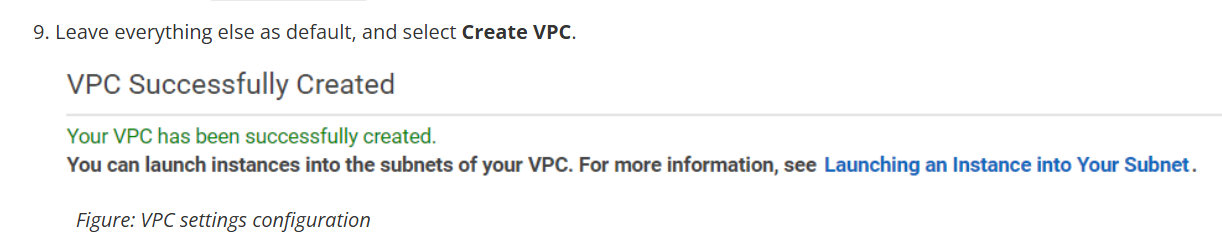 9. Leave everything else as default, and select Create VPC.
VPC Successfully Created
Your VPC has been successfully created.
You can launch instances into the subnets of your VPC. For more information, see Launching an Instance into Your Subnet.
Figure: VPC settings configuration